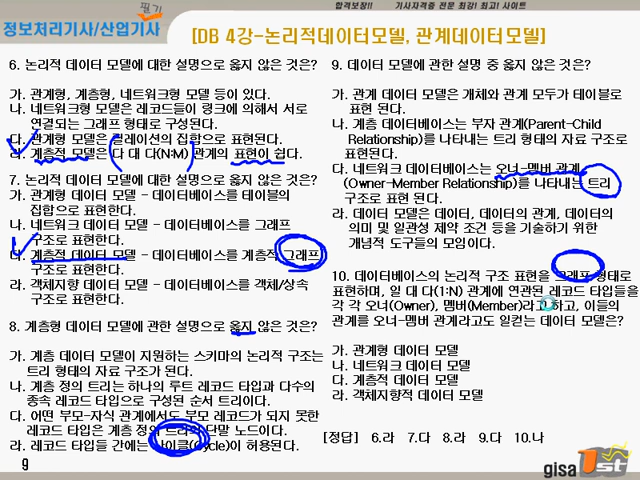 합격보장!! 기사자격증 전문 최강! 최고! 사이트
필기
정보처리기사/산업기사
[DB 4강-논리적데이터모델, 관계데이터모델]
6. 논리적 데이터 모델에 대한 설명으로 옳지 않은 것은?
가. 관계형, 계층형, 네트워크형 모델 등이 있다.
나. 네트워크형 모델은 레코드들이 링크에 의해서 서로
연결되는 그래프 형태로 구성된다.
다. 관계형 모델은 릴레이션의 집합으로 표현된다.
라. 계층적 모델은 다 대 다(N:M) 관계의 표현이 쉽다.
7. 논리적 데이터 모델에 대한 설명으로 옳지 않은 것은?
가. 관계형 데이터 모델 - 데이터베이스를 테이블의
집합으로 표현한다.
나. 네트워크 데이터 모델 - 데이터베이스를 그래프
구조로 표현한다.
다. 계층적 데이터 모델 - 데이터베이스를 계층적 그래프
구조로 표현한다.
라. 객체지향 데이터 모델 - 데이터베이스를 객체/상속
구조로 표현한다.
8. 계층형 데이터 모델에 대한 설명으로 옳지 않은 것은?
가. 계층 데이터 모델이 지원하는 스키마의 논리적 구조는
트리 형태의 자료 구조가 된다.
나. 계층 정의 트리는 하나의 루트 레코드 타입과 다수의
종속 레코드 타입으로 구성된 순서 트리이다.
다. 어떤 부모-자식 관계에서도 부모 레코드가 되지 못한
레코드 타입은 계층 정의 트리의 단말 노드이다.
라. 레코드 타입들 간에는 사이클(Cycle)이 허용된다.
9
9. 데이터 모델에 관한 설명 중 옳지 않은 것은?
가. 관계 데이터 모델은 개체와 관계 모두가 테이블로
표현 된다.
나. 계층 데이터베이스는 부자 관계(Parent-Child
Relationship)를 나타내는 트리 형태의 자료 구조로
표현된다.
다. 네트워크 데이터베이스는 오너-멤버 관계
(Owner-Member Relationship)를 나타내는 트리
구조로 표현 된다.
라. 데이터 모델은 데이터, 데이터의 관계, 데이터의
의미 및 일관성 제약 조건 등을 기술하기 위한
개념적 도구들의 모임이다.
10. 데이터베이스의 논리적 구조 표현을 그래프 형태로
표현하며, 일 대 다(1:N) 관계에 연관된 레코드 타입들을
각 각 오너(Owner), 멤버(Member)라고 하고, 이들의
관계를 오너-멤버 관계라고도 일컫는 데이터 모델은?
가. 관계형 데이터 모델
나. 네트워크 데이터 모델
다. 계층적 데이터 모델
라. 객체지향적 데이터 모델
[정답] 6.라 7.다 8.라 9.다 10.나
gisa 1st